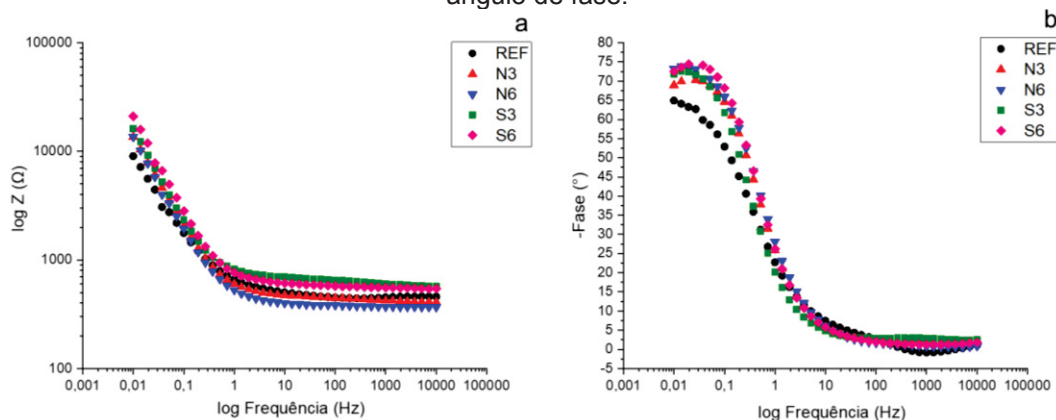 ângulo de fase.
a
100000
10000
1000
100
log Z (Ω)
0,001 0,01 0,1 1 10 100 1000 10000 100000
log Frequência (Hz)
REF
N3
N6
S3
S6
b
80
75
70
65
60
55
50
45
40
35
30
25
20
15
10
5
0
-5
-Fase (°)
0,001 0,01 0,1 1 10 100 1000 10000 100000
log Frequência (Hz)
REF
N3
N6
S3
S6